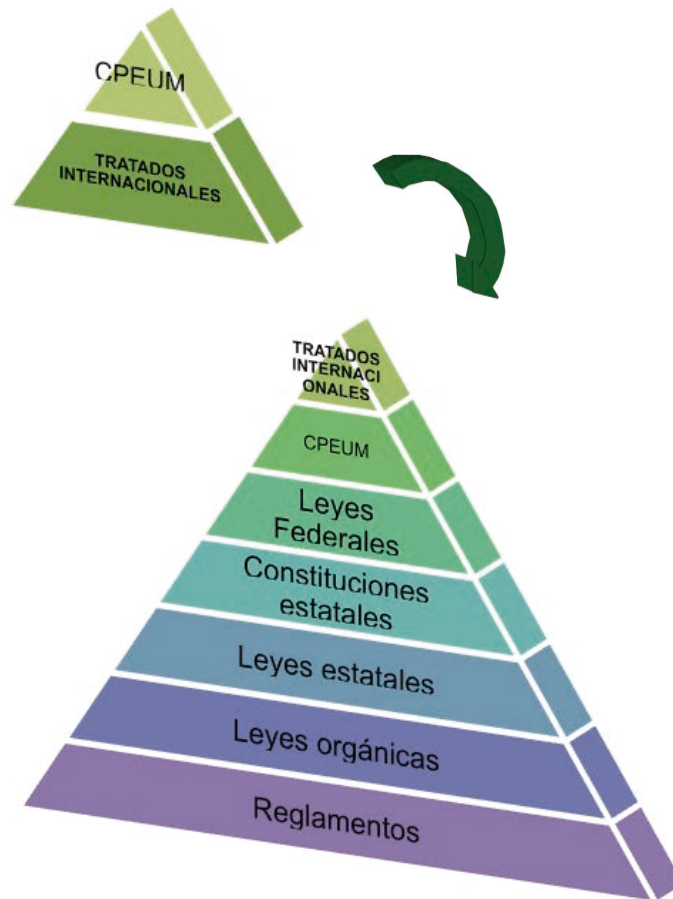 CPEUM
TRATADOS
INTERNACIONALES
TRATADOS
INTERNACI
ONALES
CPEUM
Leyes
Federales
Constituciones
estatales
Leyes estatales
Leyes orgánicas
Reglamentos